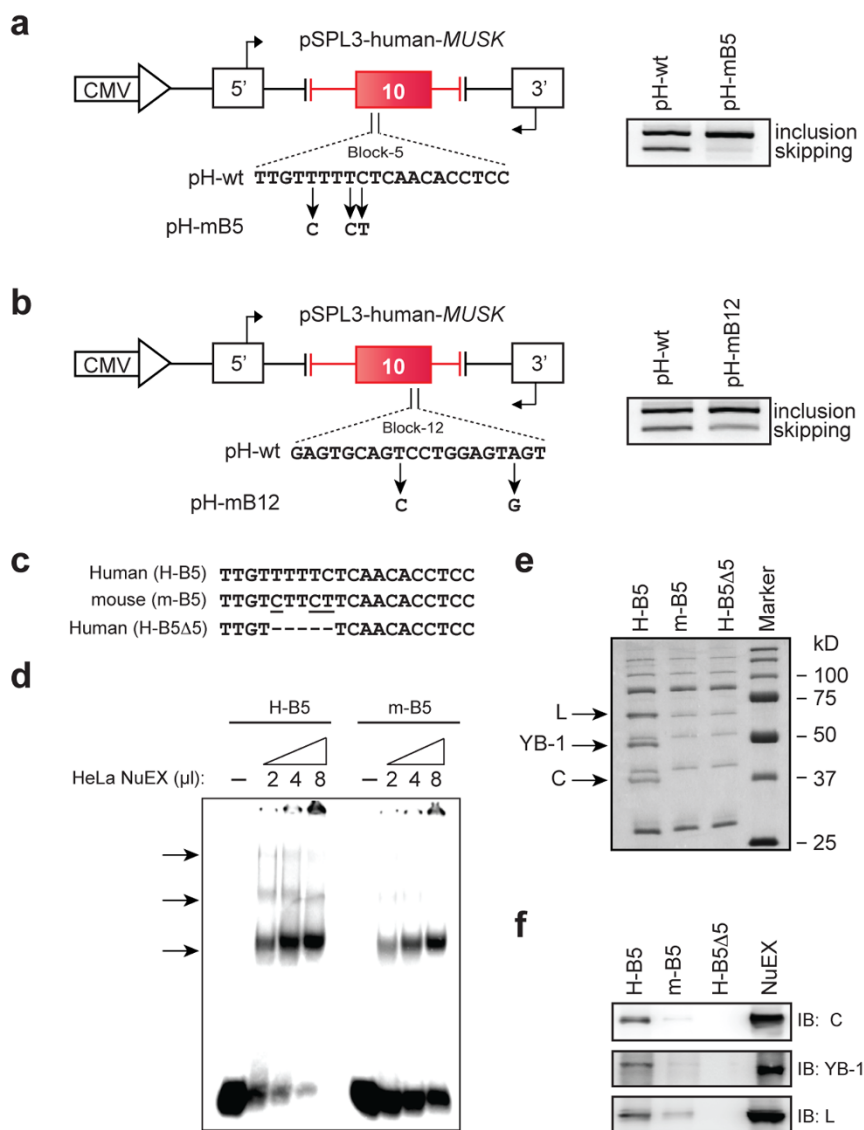 a
pSPL3-human-MUSK
CMV
5'
10
3'
Block-5
pH-wt TTGTTTTTCTCAACACCTCC
pH-mB5 C CT
pH-wt
pH-mB5
inclusion
skipping
b
pSPL3-human-MUSK
CMV
5'
10
3'
Block-12
pH-wt GAGTGCAGTCCTGGAGTAGT
pH-mB12 C G
pH-wt
pH-mB12
inclusion
skipping
c
Human (H-B5) TTGTTTTTCTCAACACCTCC
mouse (m-B5) TTGTCTTCTTCAACACCTCC
Human (H-B5Δ5) TTGT-----TCAACACCTCC
d
H-B5 m-B5
HeLa NuEX (µl): – 2 4 8 – 2 4 8
e
H-B5
m-B5
H-B5Δ5
Marker
kD
100
75
50
37
25
L
YB-1
C
f
H-B5
m-B5
H-B5Δ5
NuEX
IB: C
IB: YB-1
IB: L